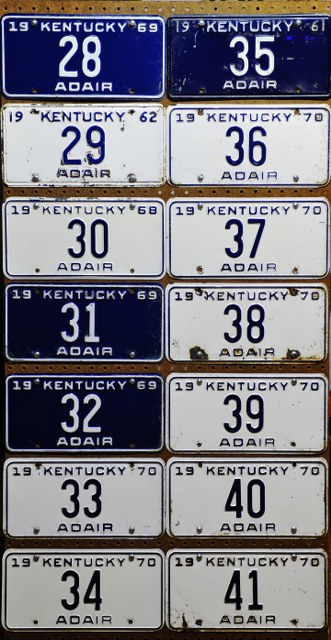 19 KENTUCKY 69
28
ADAIR
19 KENTUCKY 62
29
ADAIR
19 KENTUCKY 68
30
ADAIR
19 KENTUCKY 69
31
ADAIR
19 KENTUCKY 69
32
ADAIR
19 KENTUCKY 70
33
ADAIR
19 KENTUCKY 70
34
ADAIR
19 KENTUCKY 61
35
ADAIR
19 KENTUCKY 70
36
ADAIR
19 KENTUCKY 70
37
ADAIR
19 KENTUCKY 70
38
ADAIR
19 KENTUCKY 70
39
ADAIR
19 KENTUCKY 70
40
ADAIR
19 KENTUCKY 70
41
ADAIR